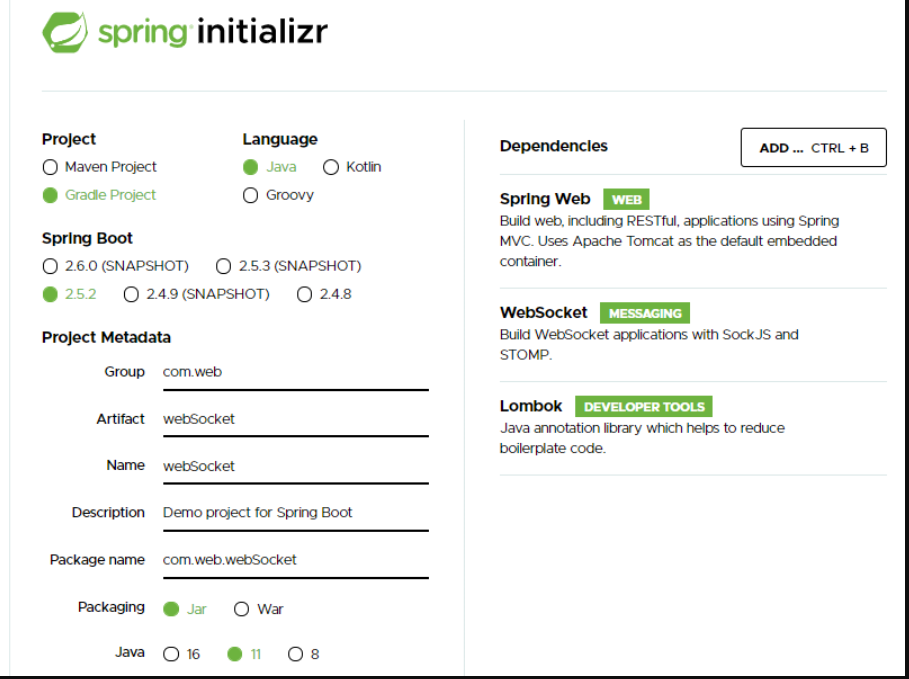 spring initializr
Project
Maven Project
Gradle Project
Language
Java Kotlin
Groovy
Spring Boot
2.6.0 (SNAPSHOT) 2.5.3 (SNAPSHOT)
2.5.2 2.4.9 (SNAPSHOT) 2.4.8
Project Metadata
Group com.web
Artifact webSocket
Name webSocket
Description Demo project for Spring Boot
Package name com.web.webSocket
Packaging Jar War
Java 16 11 8
Dependencies
ADD ... CTRL + B
Spring Web WEB
Build web, including RESTful, applications using Spring
MVC. Uses Apache Tomcat as the default embedded
container.
WebSocket MESSAGING
Build WebSocket applications with SockJS and
STOMP.
Lombok DEVELOPER TOOLS
Java annotation library which helps to reduce
boilerplate code.